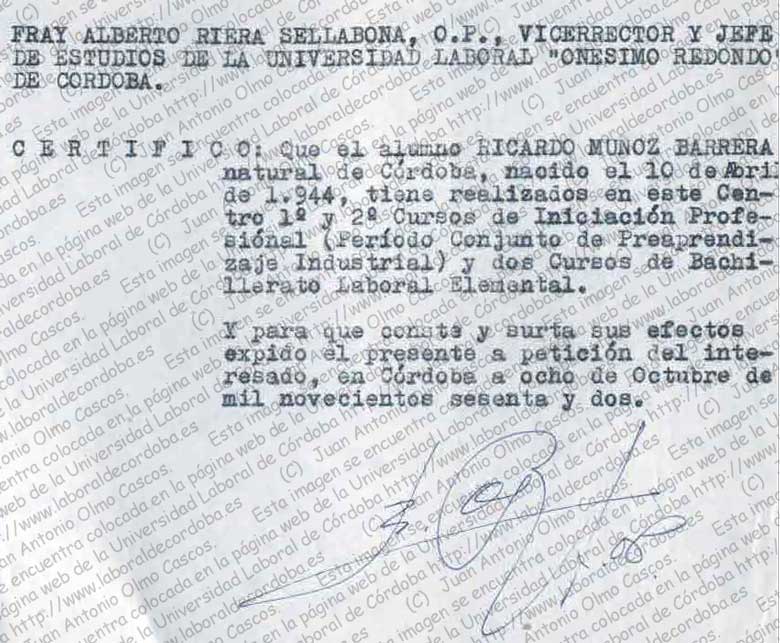 FRAY ALBERTO RIERA SELLABONA, O.P., VICERRECTOR Y JEFE
DE ESTUDIOS DE LA UNIVERSIDAD LABORAL "ONESIMO REDONDO"
DE CORDOBA.
C E R T I F I C O: Que el alumno RICARDO MUÑOZ BARRERA
natural de Córdoba, nacido el 10 de Abril
de 1.944, tiene realizados en este Cen-
tro 1º y 2º Cursos de Iniciación Profe-
siónal (Período Conjunto de Preaprendi-
zaje Industrial) y dos Cursos de Bachi-
llerato Laboral Elemental.
Y para que conste y surta sus efectos
expido el presente a petición del inte-
resado, en Córdoba a ocho de Octubre de
mil novecientos sesenta y dos.